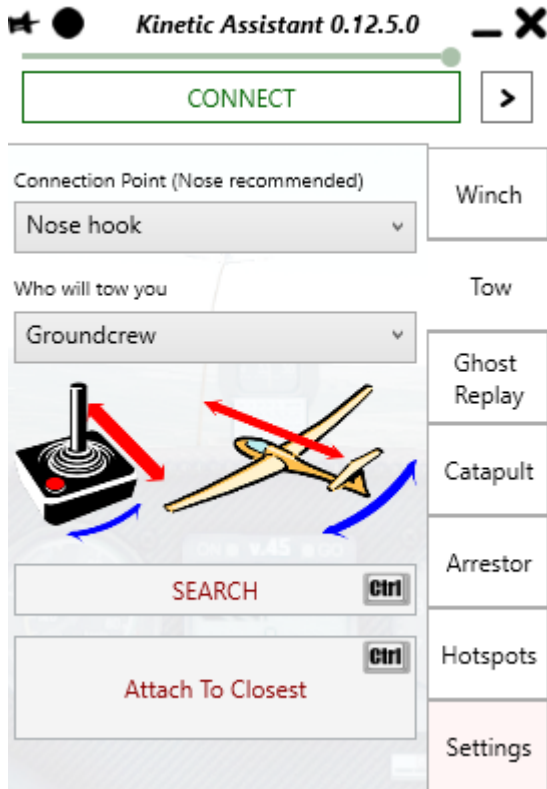 Kinetic Assistant 0.12.5.0
CONNECT
>
Connection Point (Nose recommended)
Nose hook
Who will tow you
Groundcrew
SEARCH
Ctrl
Attach To Closest
Ctrl
Winch
Tow
Ghost
Replay
Catapult
Arrestor
Hotspots
Settings